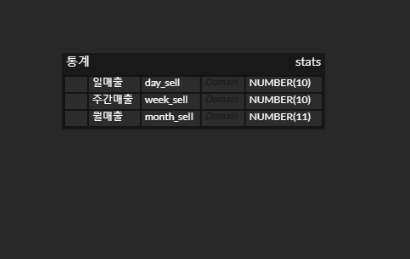 통계 stats
일매출 day_sell Domain NUMBER(10)
주간매출 week_sell Domain NUMBER(10)
월매출 month_sell Domain NUMBER(11)